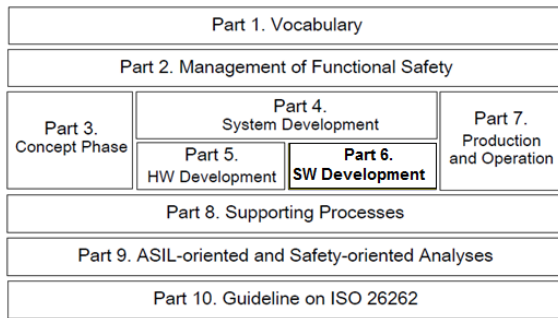 Part 1. Vocabulary
Part 2. Management of Functional Safety
Part 3.
Concept Phase
Part 4.
System Development
Part 5.
HW Development
Part 6.
SW Development
Part 7.
Production
and Operation
Part 8. Supporting Processes
Part 9. ASIL-oriented and Safety-oriented Analyses
Part 10. Guideline on ISO 26262